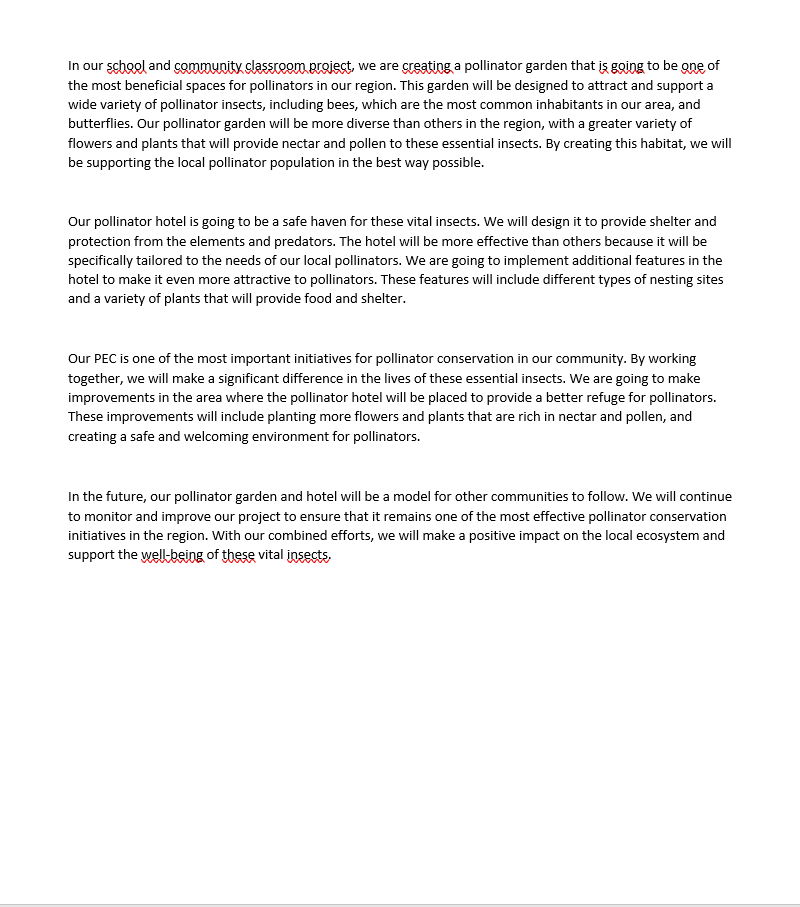 In our school and community classroom project, we are creating a pollinator garden that is going to be one of
the most beneficial spaces for pollinators in our region. This garden will be designed to attract and support a
wide variety of pollinator insects, including bees, which are the most common inhabitants in our area, and
butterflies. Our pollinator garden will be more diverse than others in the region, with a greater variety of
flowers and plants that will provide nectar and pollen to these essential insects. By creating this habitat, we will
be supporting the local pollinator population in the best way possible.
Our pollinator hotel is going to be a safe haven for these vital insects. We will design it to provide shelter and
protection from the elements and predators. The hotel will be more effective than others because it will be
specifically tailored to the needs of our local pollinators. We are going to implement additional features in the
hotel to make it even more attractive to pollinators. These features will include different types of nesting sites
and a variety of plants that will provide food and shelter.
Our PEC is one of the most important initiatives for pollinator conservation in our community. By working
together, we will make a significant difference in the lives of these essential insects. We are going to make
improvements in the area where the pollinator hotel will be placed to provide a better refuge for pollinators.
These improvements will include planting more flowers and plants that are rich in nectar and pollen, and
creating a safe and welcoming environment for pollinators.
In the future, our pollinator garden and hotel will be a model for other communities to follow. We will continue
to monitor and improve our project to ensure that it remains one of the most effective pollinator conservation
initiatives in the region. With our combined efforts, we will make a positive impact on the local ecosystem and
support the well-being of these vital insects.